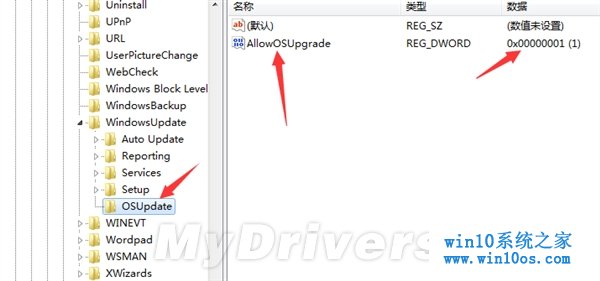 Uninstall
UPnP
URL
UserPictureChange
WebCheck
Windows Block Level
WindowsBackup
WindowsUpdate
Auto Update
Reporting
Services
Setup
OSUpdate
WINEVT
Wordpad
WSMAN
XWizards
名称 类型 数据
(默认) REG_SZ (数值未设置)
AllowOSUpgrade REG_DWORD 0x00000001 (1)
MyDrivers
win10系统之家
www.win10os.com